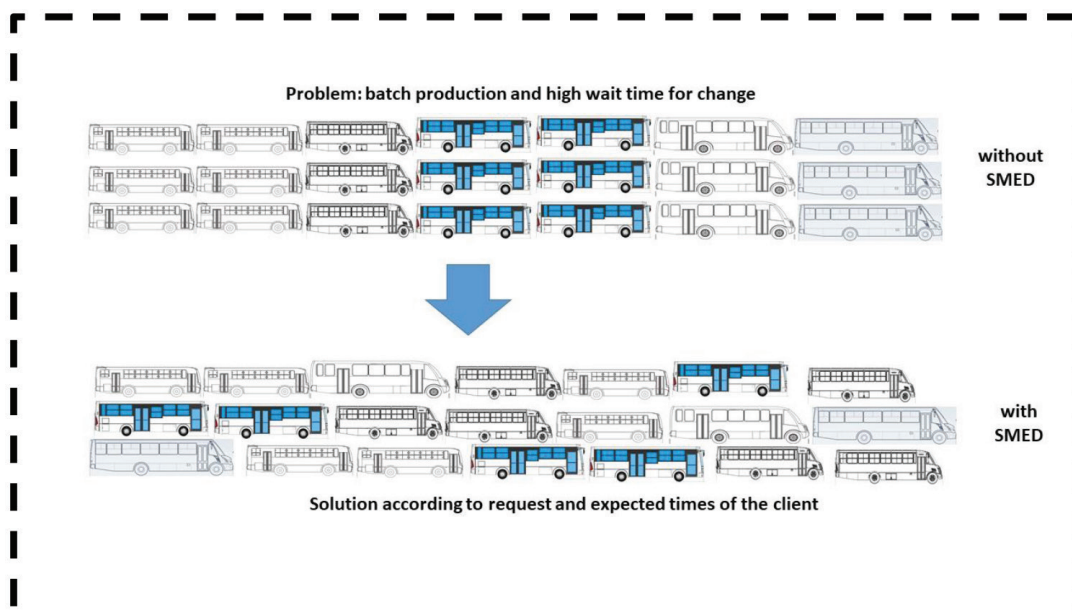 Problem: batch production and high wait time for change
without
SMED
with
SMED
Solution according to request and expected times of the client